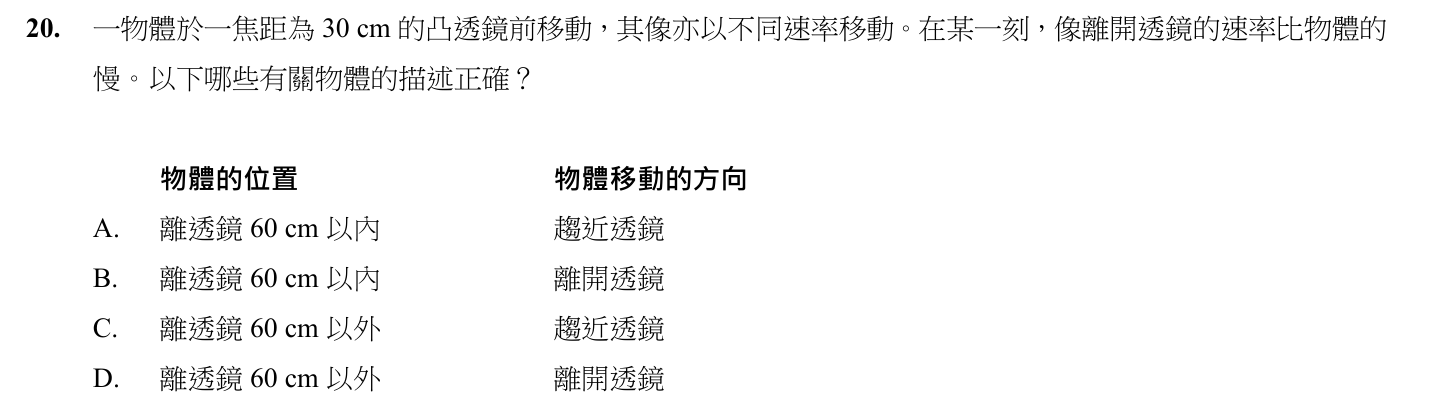 20. 一物體於一焦距為 30 cm 的凸透鏡前移動，其像亦以不同速率移動。在某一刻，像離開透鏡的速率比物體的
慢。以下哪些有關物體的描述正確？
物體的位置 物體移動的方向
A. 離透鏡 60 cm 以內 趨近透鏡
B. 離透鏡 60 cm 以內 離開透鏡
C. 離透鏡 60 cm 以外 趨近透鏡
D. 離透鏡 60 cm 以外 離開透鏡